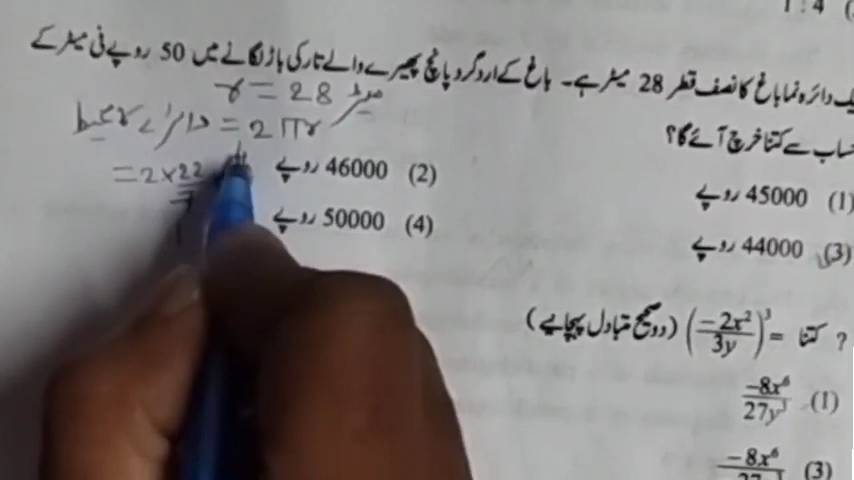 1 : 4
یک دائرہ نما باغ کا نصف قطر 28 میٹر ہے۔ باغ کے اردگرد پانچ پھیرے والے تار کی باڑ لگانے میں 50 روپے فی میٹر کے
r = 28 میٹر
حساب سے کتنا خرچ آئے گا؟
دائرے کا محیط = 2πr
= 2 × 22
(1) 45000 روپے
(2) 46000 روپے
(3) 44000 روپے
(4) 50000 روپے
? کتنا = (-2x²/3y)³ (دو صحیح متبادل پہچانیے)
(1) -8x⁶/27y³
(3) -8x⁶